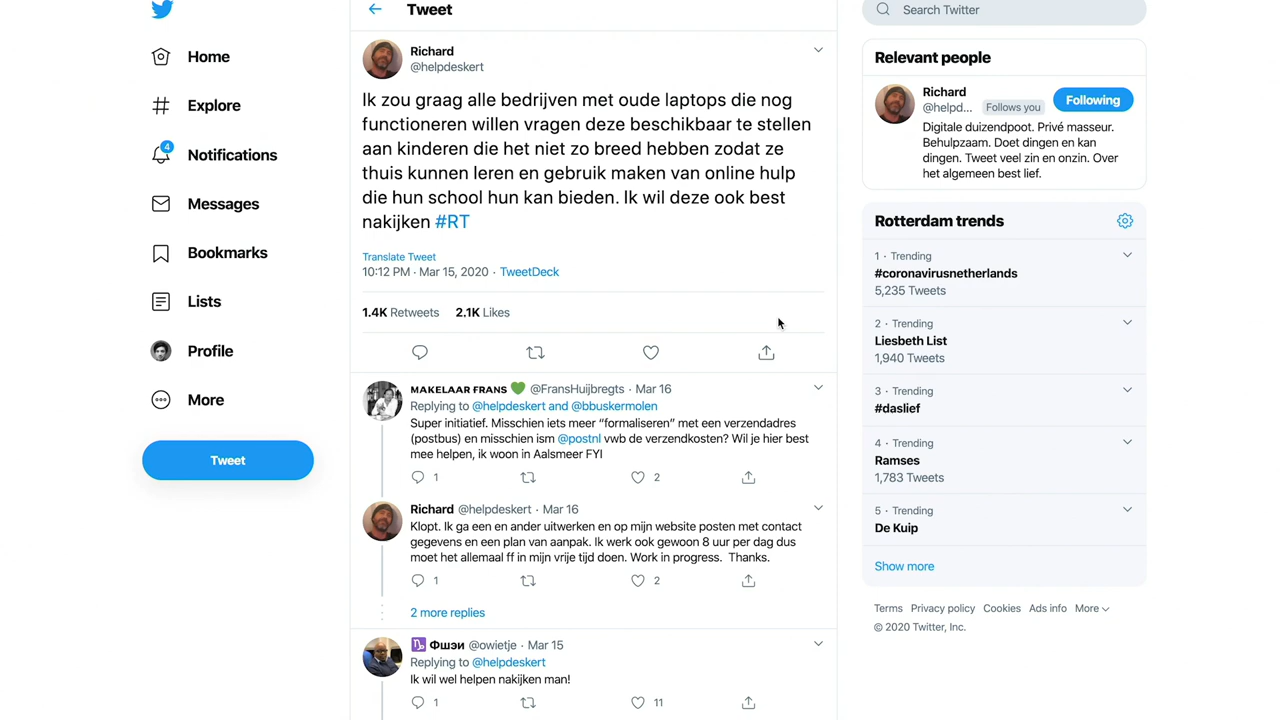 Home
Explore
4
Notifications
Messages
Bookmarks
Lists
Profile
More
Tweet
Tweet
Richard
@helpdeskert
Ik zou graag alle bedrijven met oude laptops die nog
functioneren willen vragen deze beschikbaar te stellen
aan kinderen die het niet zo breed hebben zodat ze
thuis kunnen leren en gebruik maken van online hulp
die hun school hun kan bieden. Ik wil deze ook best
nakijken #RT
Translate Tweet
10:12 PM · Mar 15, 2020 · TweetDeck
1.4K Retweets 2.1K Likes
ᴍᴀᴋᴇʟᴀᴀʀ ꜰʀᴀɴꜱ 💚 @FransHuijbregts · Mar 16
Replying to @helpdeskert and @bbuskermolen
Super initiatief. Misschien iets meer “formaliseren” met een verzendadres
(postbus) en misschien ism @postnl vwb de verzendkosten? Wil je hier best
mee helpen, ik woon in Aalsmeer FYI
1 2
Richard @helpdeskert · Mar 16
Klopt. Ik ga een en ander uitwerken en op mijn website posten met contact
gegevens en een plan van aanpak. Ik werk ook gewoon 8 uur per dag dus
moet het allemaal ff in mijn vrije tijd doen. Work in progress. Thanks.
1 2
2 more replies
♑ Фшэи @owietje · Mar 15
Replying to @helpdeskert
Ik wil wel helpen nakijken man!
1 11
Search Twitter
Relevant people
Richard
@helpd... Follows you
Following
Digitale duizendpoot. Privé masseur.
Behulpzaam. Doet dingen en kan
dingen. Tweet veel zin en onzin. Over
het algemeen best lief.
Rotterdam trends
1 · Trending
#coronavirusnetherlands
5,235 Tweets
2 · Trending
Liesbeth List
1,940 Tweets
3 · Trending
#daslief
4 · Trending
Ramses
1,783 Tweets
5 · Trending
De Kuip
Show more
Terms Privacy policy Cookies Ads info More
© 2020 Twitter, Inc.